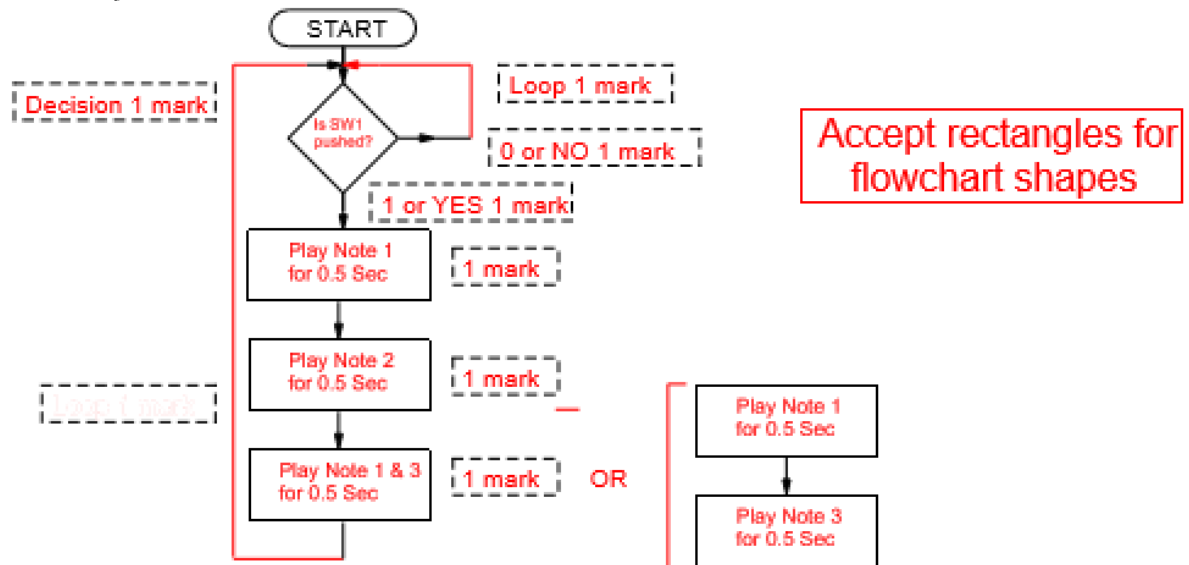 START
Decision 1 mark
Loop 1 mark
Is SW1
pushed?
0 or NO 1 mark
Accept rectangles for
flowchart shapes
1 or YES 1 mark
Play Note 1
for 0.5 Sec
1 mark
Play Note 2
for 0.5 Sec
1 mark
Loop 1 mark
Play Note 1 & 3
for 0.5 Sec
1 mark
OR
Play Note 1
for 0.5 Sec
Play Note 3
for 0.5 Sec